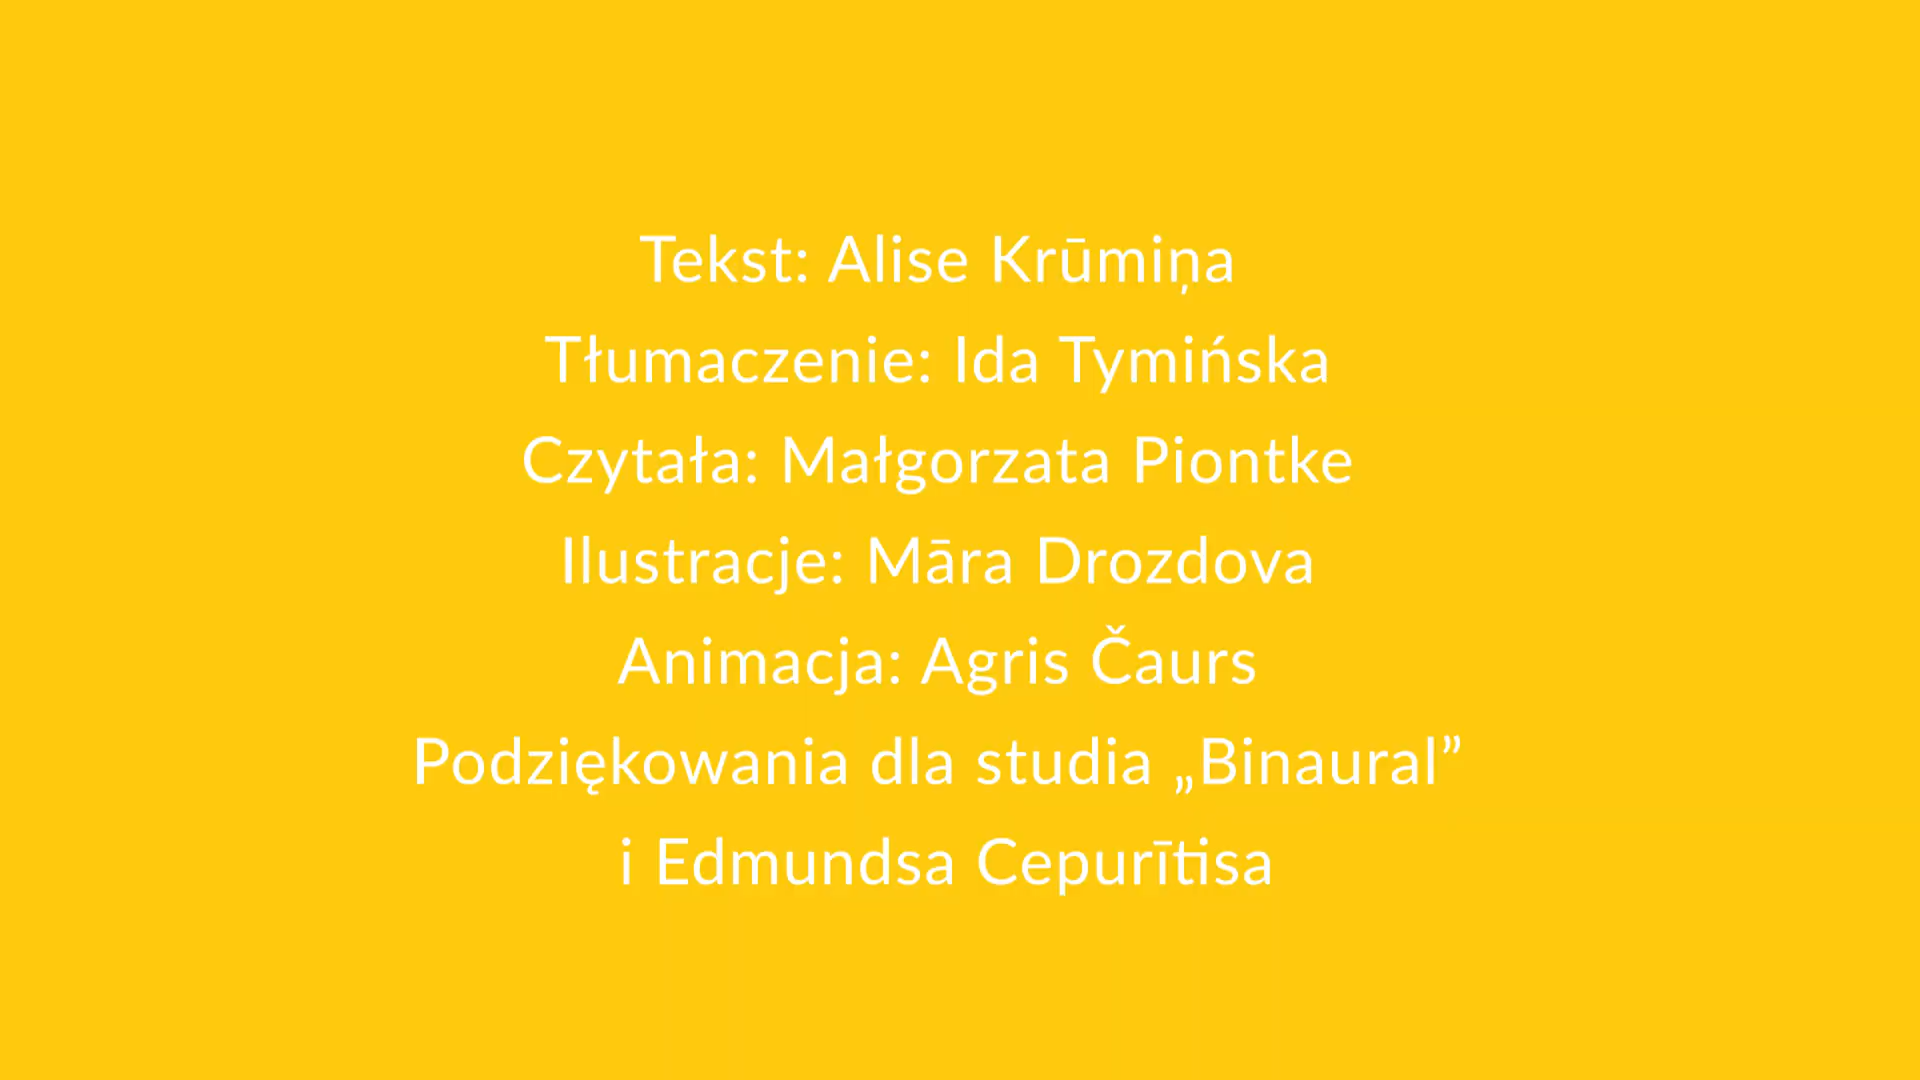 Tekst: Alise Krūmiņa
Tłumaczenie: Ida Tymińska
Czytała: Małgorzata Piontke
Ilustracje: Māra Drozdova
Animacja: Agris Čaurs
Podziękowania dla studia „Binaural”
i Edmundsa Cepurītisa